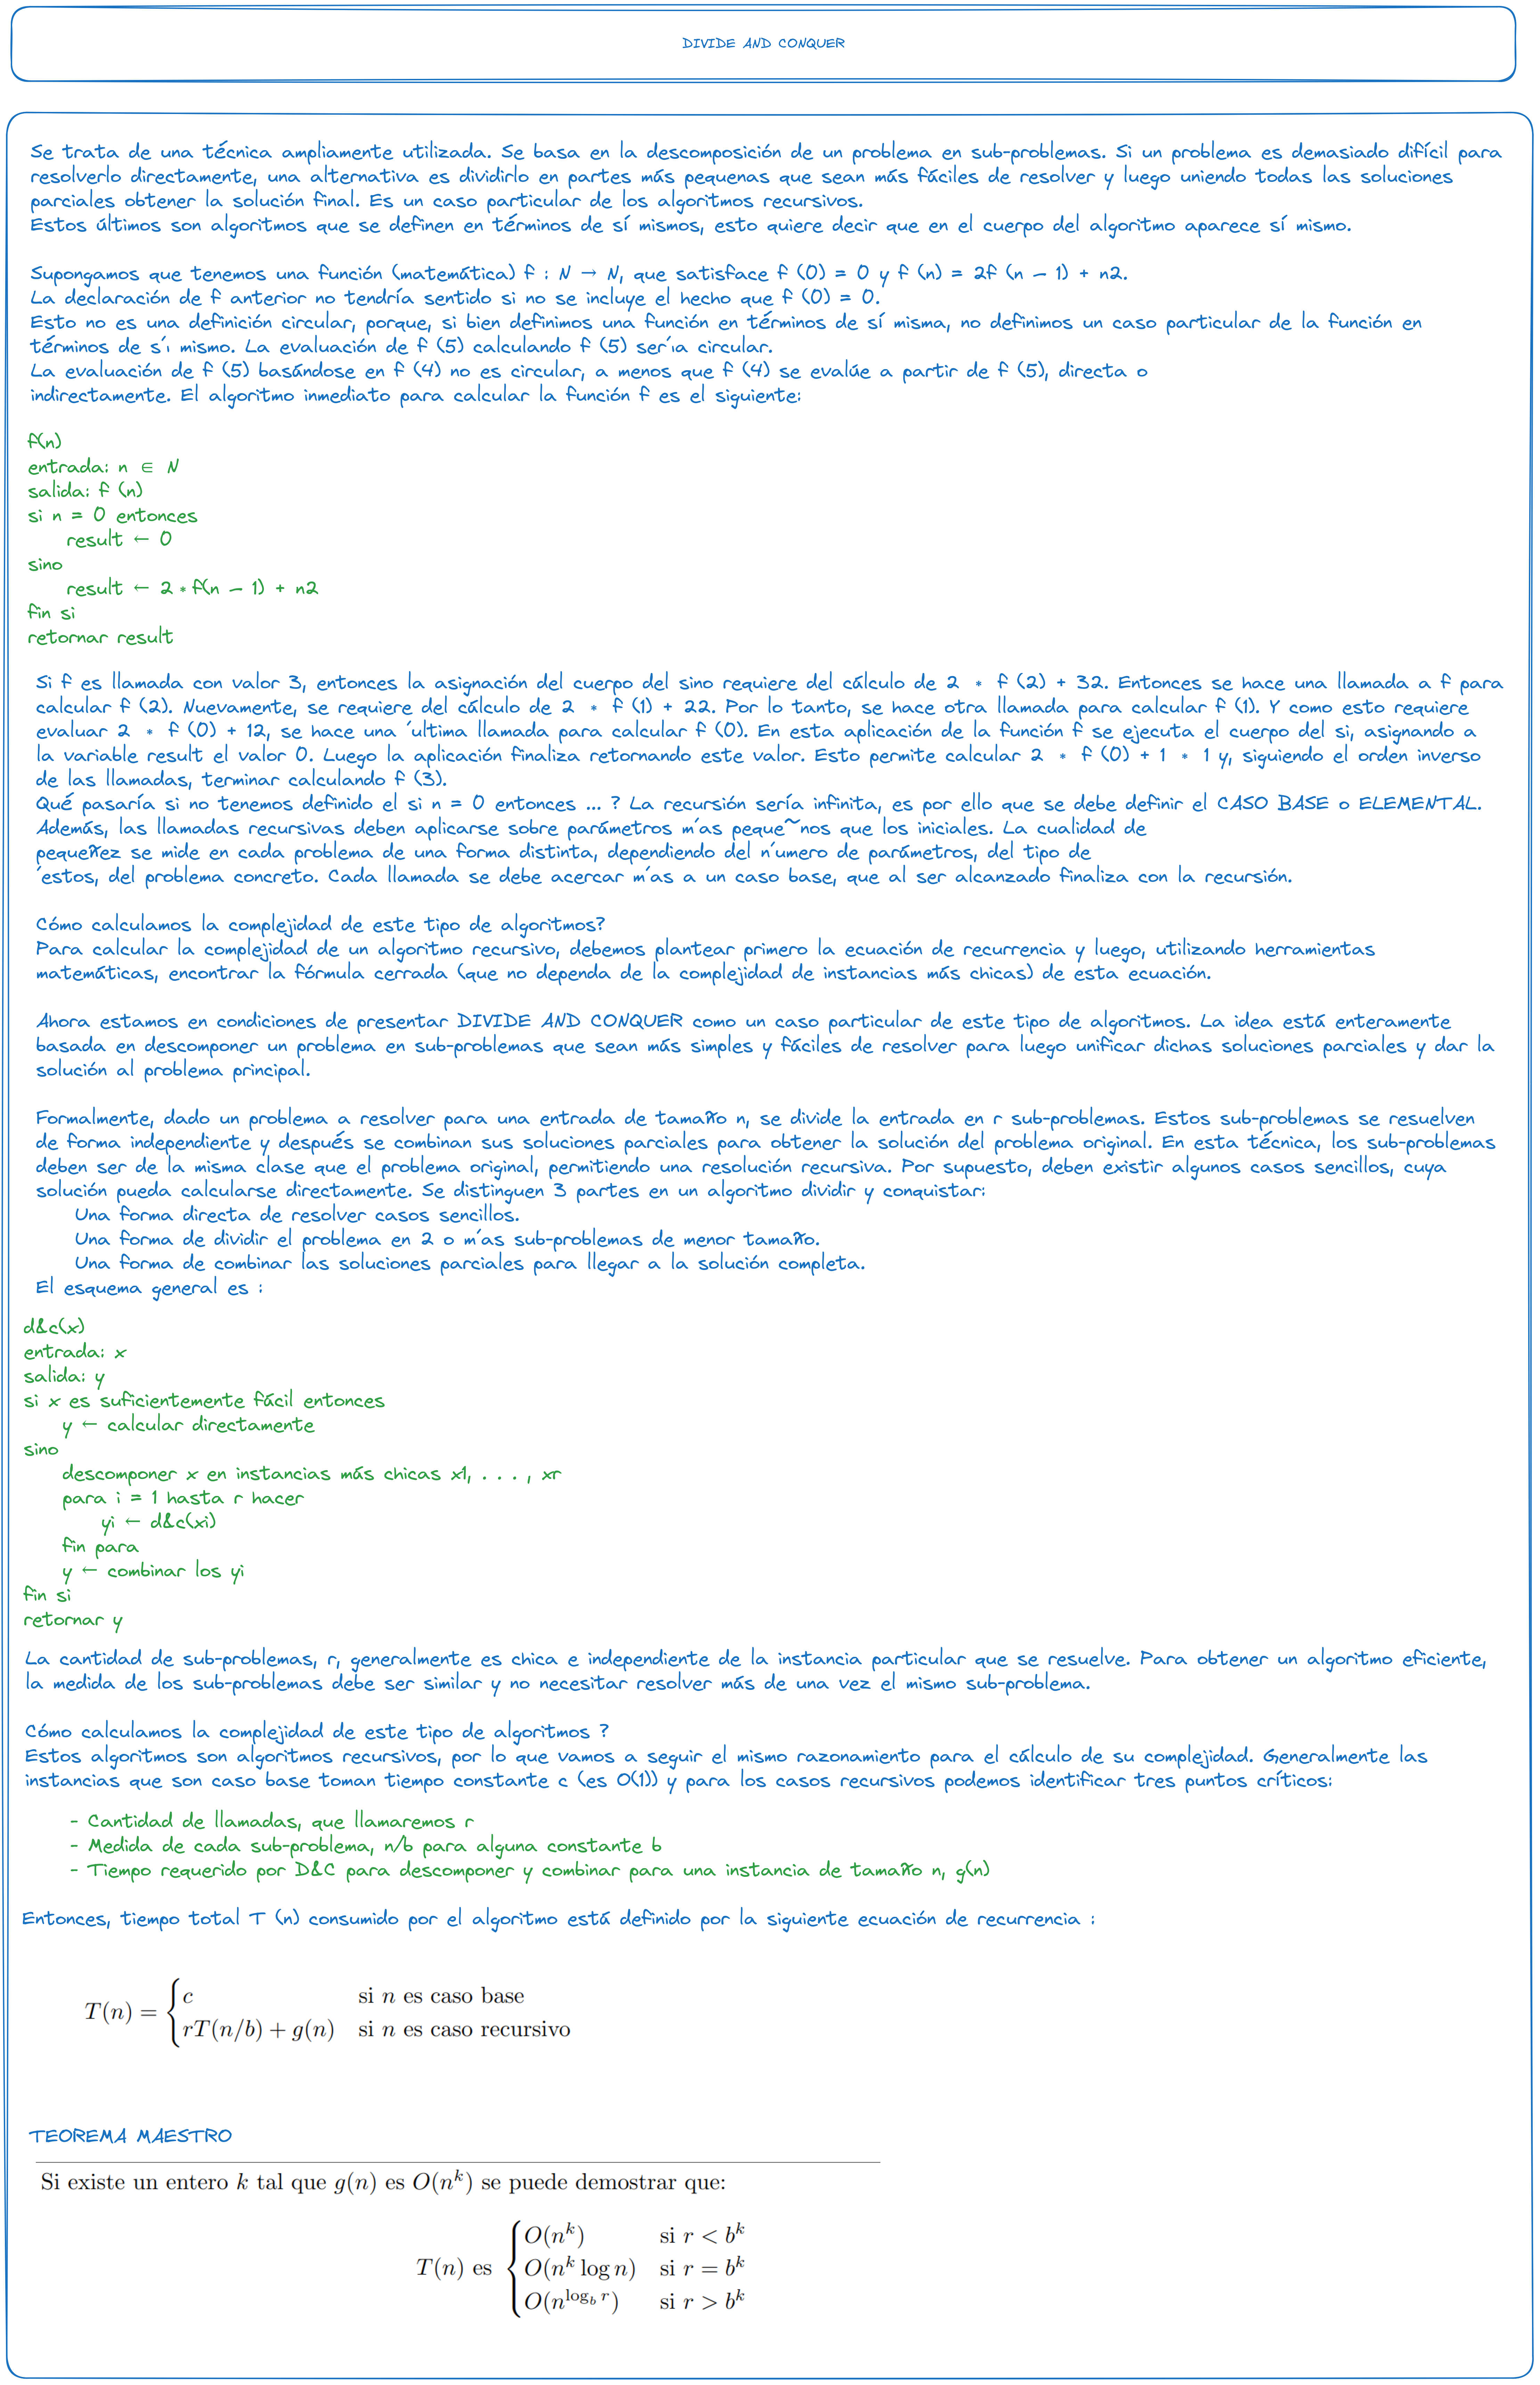 DIVIDE AND CONQUER
Se trata de una técnica ampliamente utilizada. Se basa en la descomposición de un problema en sub-problemas. Si un problema es demasiado difícil para
resolverlo directamente, una alternativa es dividirlo en partes más pequenas que sean más fáciles de resolver y luego uniendo todas las soluciones
parciales obtener la solución final. Es un caso particular de los algoritmos recursivos.
Estos últimos son algoritmos que se definen en términos de sí mismos, esto quiere decir que en el cuerpo del algoritmo aparece sí mismo.
Supongamos que tenemos una función (matemática) f : N → N, que satisface f (0) = 0 y f (n) = 2f (n − 1) + n2.
La declaración de f anterior no tendría sentido si no se incluye el hecho que f (0) = 0.
Esto no es una definición circular, porque, si bien definimos una función en términos de sí misma, no definimos un caso particular de la función en
términos de s´ı mismo. La evaluación de f (5) calculando f (5) ser´ıa circular.
La evaluación de f (5) basándose en f (4) no es circular, a menos que f (4) se evalúe a partir de f (5), directa o
indirectamente. El algoritmo inmediato para calcular la función f es el siguiente:
f(n)
entrada: n ∈ N
salida: f (n)
si n = 0 entonces
result ← 0
sino
result ← 2 ∗ f(n − 1) + n2
fin si
retornar result
Si f es llamada con valor 3, entonces la asignación del cuerpo del sino requiere del cálculo de 2 ∗ f (2) + 32. Entonces se hace una llamada a f para
calcular f (2). Nuevamente, se requiere del cálculo de 2 ∗ f (1) + 22. Por lo tanto, se hace otra llamada para calcular f (1). Y como esto requiere
evaluar 2 ∗ f (0) + 12, se hace una ´ultima llamada para calcular f (0). En esta aplicación de la función f se ejecuta el cuerpo del si, asignando a
la variable result el valor 0. Luego la aplicación finaliza retornando este valor. Esto permite calcular 2 ∗ f (0) + 1 ∗ 1 y, siguiendo el orden inverso
de las llamadas, terminar calculando f (3).
Qué pasaría si no tenemos definido el si n = 0 entonces ... ? La recursión sería infinita, es por ello que se debe definir el CASO BASE o ELEMENTAL.
Además, las llamadas recursivas deben aplicarse sobre parámetros m´as peque˜nos que los iniciales. La cualidad de
pequeñez se mide en cada problema de una forma distinta, dependiendo del n´umero de parámetros, del tipo de
´estos, del problema concreto. Cada llamada se debe acercar m´as a un caso base, que al ser alcanzado finaliza con la recursión.
Cómo calculamos la complejidad de este tipo de algoritmos?
Para calcular la complejidad de un algoritmo recursivo, debemos plantear primero la ecuación de recurrencia y luego, utilizando herramientas
matemáticas, encontrar la fórmula cerrada (que no dependa de la complejidad de instancias más chicas) de esta ecuación.
Ahora estamos en condiciones de presentar DIVIDE AND CONQUER como un caso particular de este tipo de algoritmos. La idea está enteramente
basada en descomponer un problema en sub-problemas que sean más simples y fáciles de resolver para luego unificar dichas soluciones parciales y dar la
solución al problema principal.
Formalmente, dado un problema a resolver para una entrada de tamaño n, se divide la entrada en r sub-problemas. Estos sub-problemas se resuelven
de forma independiente y después se combinan sus soluciones parciales para obtener la solución del problema original. En esta técnica, los sub-problemas
deben ser de la misma clase que el problema original, permitiendo una resolución recursiva. Por supuesto, deben existir algunos casos sencillos, cuya
solución pueda calcularse directamente. Se distinguen 3 partes en un algoritmo dividir y conquistar:
Una forma directa de resolver casos sencillos.
Una forma de dividir el problema en 2 o m´as sub-problemas de menor tamaño.
Una forma de combinar las soluciones parciales para llegar a la solución completa.
El esquema general es :
d&c(x)
entrada: x
salida: y
si x es suficientemente fácil entonces
y ← calcular directamente
sino
descomponer x en instancias más chicas x1, . . . , xr
para i = 1 hasta r hacer
yi ← d&c(xi)
fin para
y ← combinar los yi
fin si
retornar y
La cantidad de sub-problemas, r, generalmente es chica e independiente de la instancia particular que se resuelve. Para obtener un algoritmo eficiente,
la medida de los sub-problemas debe ser similar y no necesitar resolver más de una vez el mismo sub-problema.
Cómo calculamos la complejidad de este tipo de algoritmos ?
Estos algoritmos son algoritmos recursivos, por lo que vamos a seguir el mismo razonamiento para el cálculo de su complejidad. Generalmente las
instancias que son caso base toman tiempo constante c (es O(1)) y para los casos recursivos podemos identificar tres puntos críticos:
- Cantidad de llamadas, que llamaremos r
- Medida de cada sub-problema, n/b para alguna constante b
- Tiempo requerido por D&C para descomponer y combinar para una instancia de tamaño n, g(n)
Entonces, tiempo total T (n) consumido por el algoritmo está definido por la siguiente ecuación de recurrencia :
T(n) = { c si n es caso base
rT(n/b) + g(n) si n es caso recursivo
TEOREMA MAESTRO
Si existe un entero k tal que g(n) es O(n^k) se puede demostrar que:
T(n) es { O(n^k) si r < b^k
O(n^k log n) si r = b^k
O(n^{log_b r}) si r > b^k